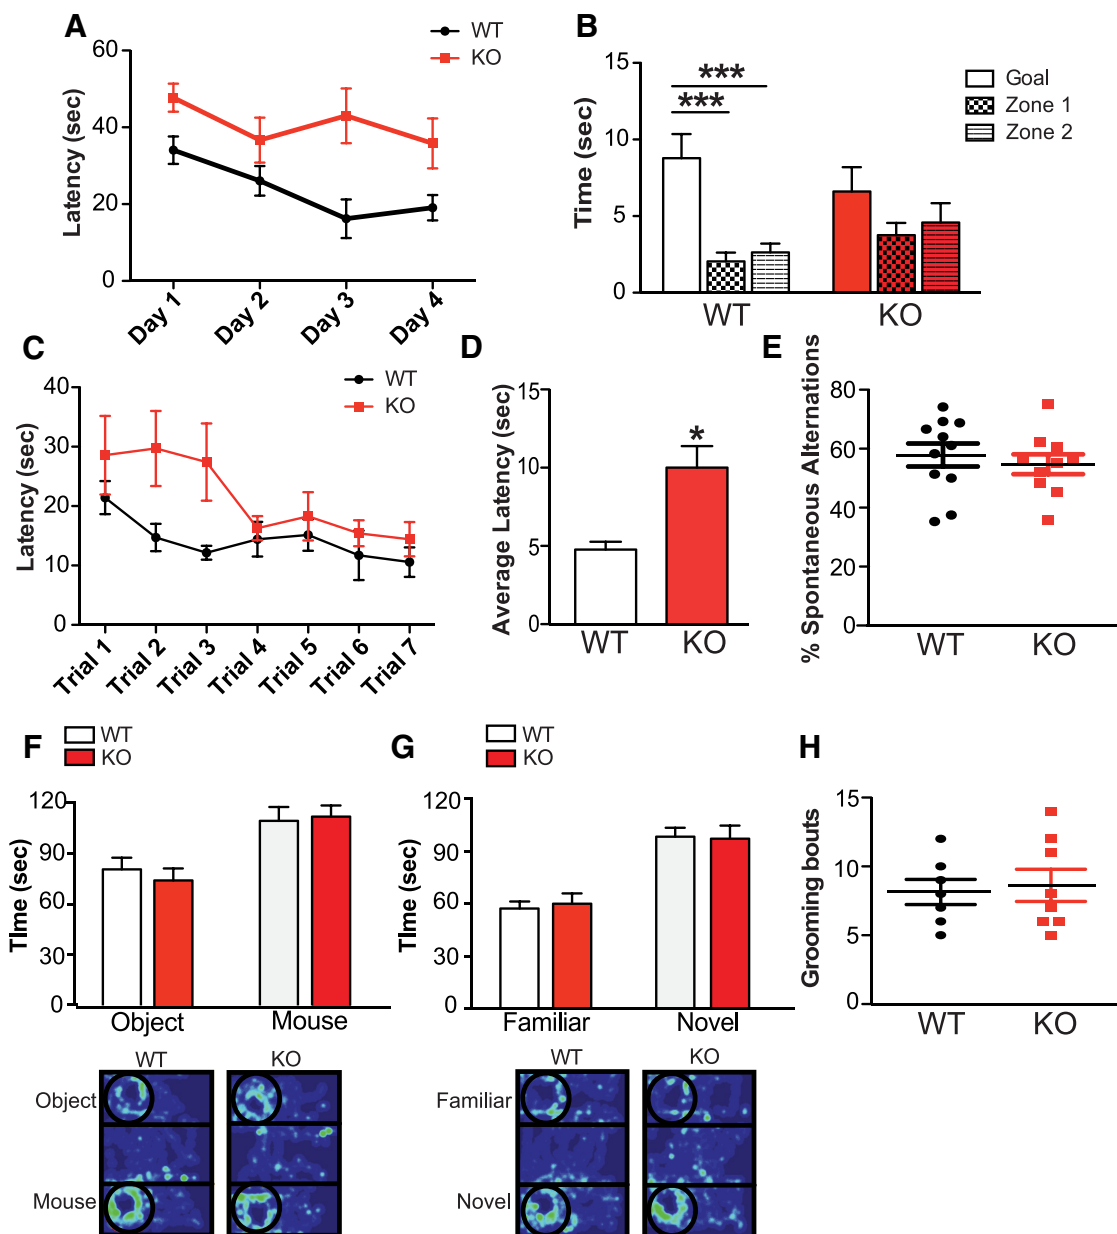 A
WT
KO
60
40
20
0
Latency (sec)
Day 1
Day 2
Day 3
Day 4
B
15
10
5
0
Time (sec)
***
***
Goal
Zone 1
Zone 2
WT
KO
C
WT
KO
40
30
20
10
0
Latency (sec)
Trial 1
Trial 2
Trial 3
Trial 4
Trial 5
Trial 6
Trial 7
D
15
10
5
0
Average Latency (sec)
*
WT
KO
E
80
60
40
20
0
% Spontaneous Alternations
WT
KO
F
WT
KO
120
90
60
30
0
TIme (sec)
Object
Mouse
WT
KO
Object
Mouse
G
WT
KO
120
90
60
30
0
TIme (sec)
Familiar
Novel
WT
KO
Familiar
Novel
H
15
10
5
0
Grooming bouts
WT
KO